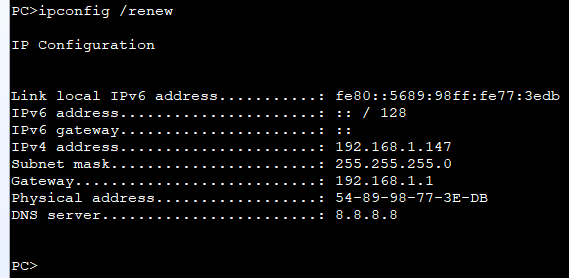 PC>ipconfig /renew
IP Configuration
Link local IPv6 address...........: fe80::5689:98ff:fe77:3edb
IPv6 address......................: :: / 128
IPv6 gateway......................: ::
IPv4 address......................: 192.168.1.147
Subnet mask.......................: 255.255.255.0
Gateway...........................: 192.168.1.1
Physical address..................: 54-89-98-77-3E-DB
DNS server........................: 8.8.8.8
PC>